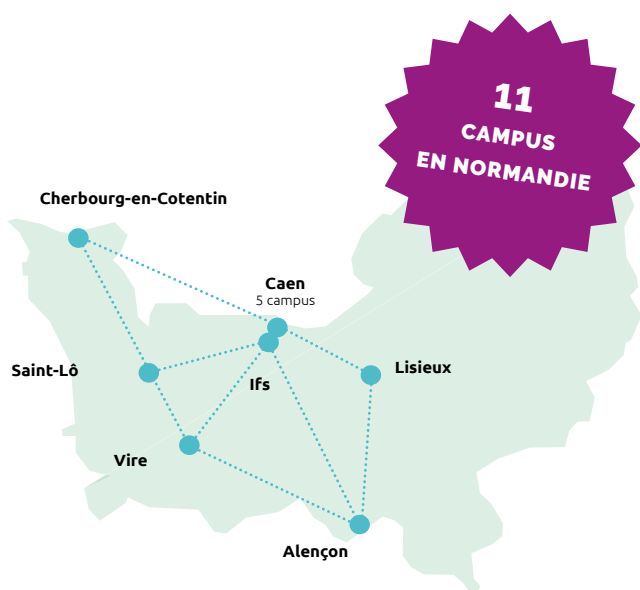 11
CAMPUS
EN NORMANDIE
Cherbourg-en-Cotentin
Caen
5 campus
Saint-Lô
Ifs
Lisieux
Vire
Alençon